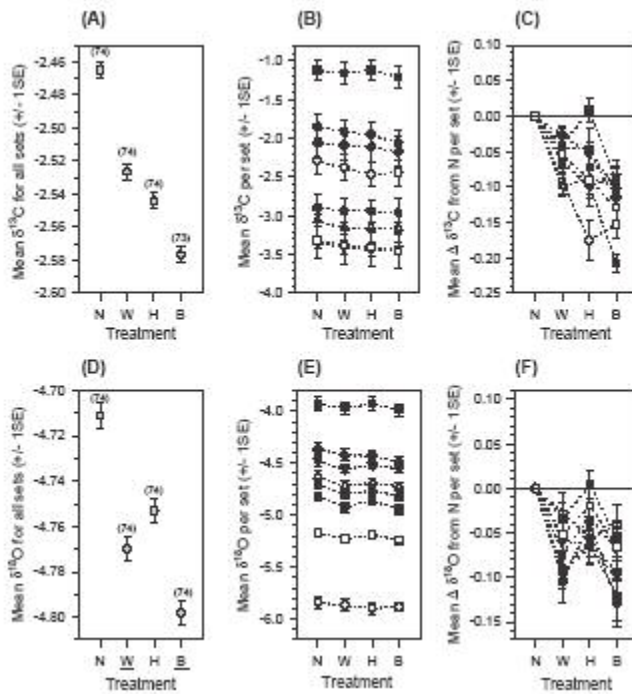 (A)
Mean δ13C for all sets (+/- 1SE)
-2.46
-2.48
-2.50
-2.52
-2.54
-2.56
-2.58
-2.60
(74)
(74)
(74)
(73)
N W H B
Treatment
(B)
Mean δ13C per set (+/- 1SE)
-1.0
-1.5
-2.0
-2.5
-3.0
-3.5
-4.0
N W H B
Treatment
(C)
Mean Δ δ13C from N per set (+/- 1SE)
0.10
0.05
0.00
-0.05
-0.10
-0.15
-0.20
-0.25
N W H B
Treatment
(D)
Mean δ18O for all sets (+/- 1SE)
-4.70
-4.72
-4.74
-4.76
-4.78
-4.80
(74)
(74)
(74)
(74)
N W H B
Treatment
(E)
Mean δ18O per set (+/- 1SE)
-4.0
-4.5
-5.0
-5.5
-6.0
N W H B
Treatment
(F)
Mean Δ δ18O from N per set (+/- 1SE)
0.10
0.05
0.00
-0.05
-0.10
-0.15
N W H B
Treatment